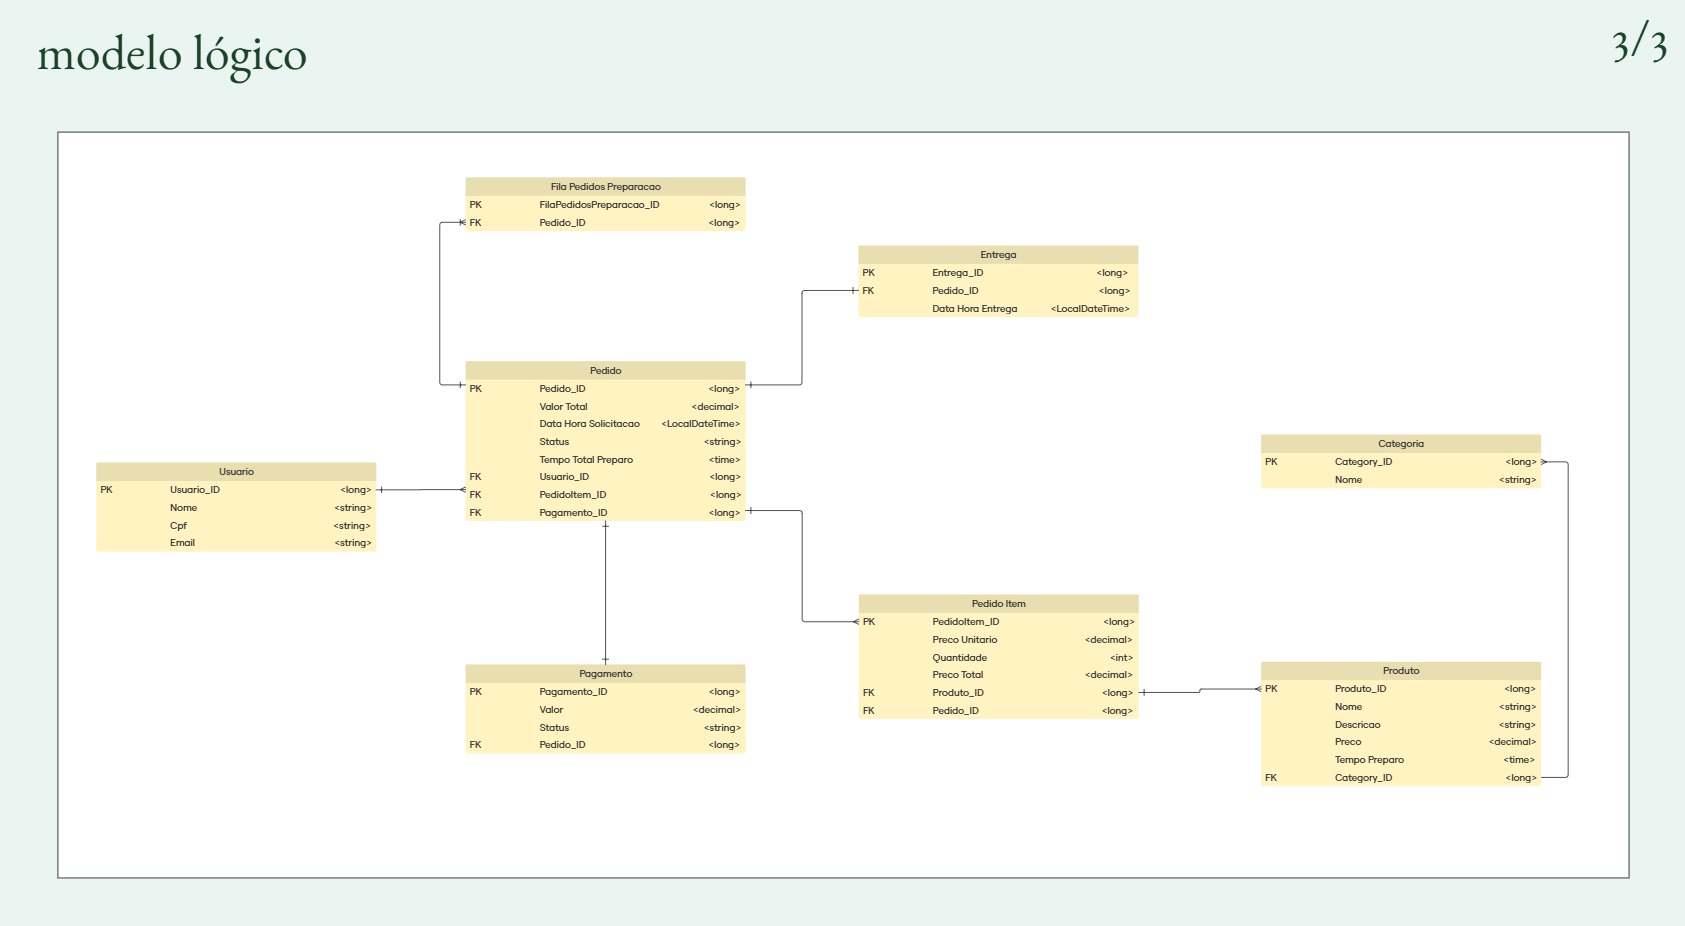 modelo lógico
3/3
Fila Pedidos Preparacao
PK FilaPedidosPreparacao_ID <long>
FK Pedido_ID <long>
Entrega
PK Entrega_ID <long>
FK Pedido_ID <long>
Data Hora Entrega <LocalDateTime>
Pedido
PK Pedido_ID <long>
Valor Total <decimal>
Data Hora Solicitacao <LocalDateTime>
Status <string>
Tempo Total Preparo <time>
FK Usuario_ID <long>
FK PedidoItem_ID <long>
FK Pagamento_ID <long>
Usuario
PK Usuario_ID <long>
Nome <string>
Cpf <string>
Email <string>
Categoria
PK Category_ID <long>
Nome <string>
Pedido Item
PK PedidoItem_ID <long>
Preco Unitario <decimal>
Quantidade <int>
Preco Total <decimal>
FK Produto_ID <long>
FK Pedido_ID <long>
Pagamento
PK Pagamento_ID <long>
Valor <decimal>
Status <string>
FK Pedido_ID <long>
Produto
PK Produto_ID <long>
Nome <string>
Descricao <string>
Preco <decimal>
Tempo Preparo <time>
FK Category_ID <long>